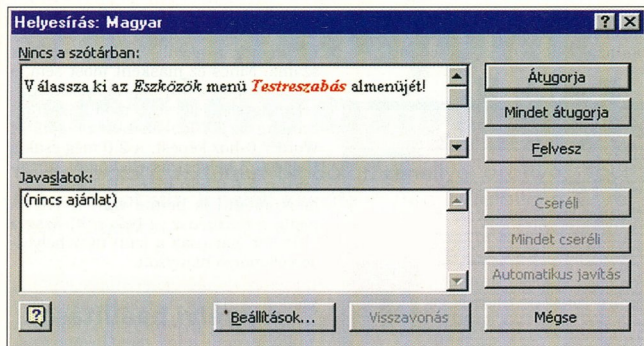 Helyesírás: Magyar
Nincs a szótárban:
Válassza ki az Eszközök menü Testreszabás almenüjét!
Átugorja
Mindet átugorja
Felvesz
Javaslatok:
(nincs ajánlat)
Cseréli
Mindet cseréli
Automatikus javítás
Beállítások...
Visszavonás
Mégse